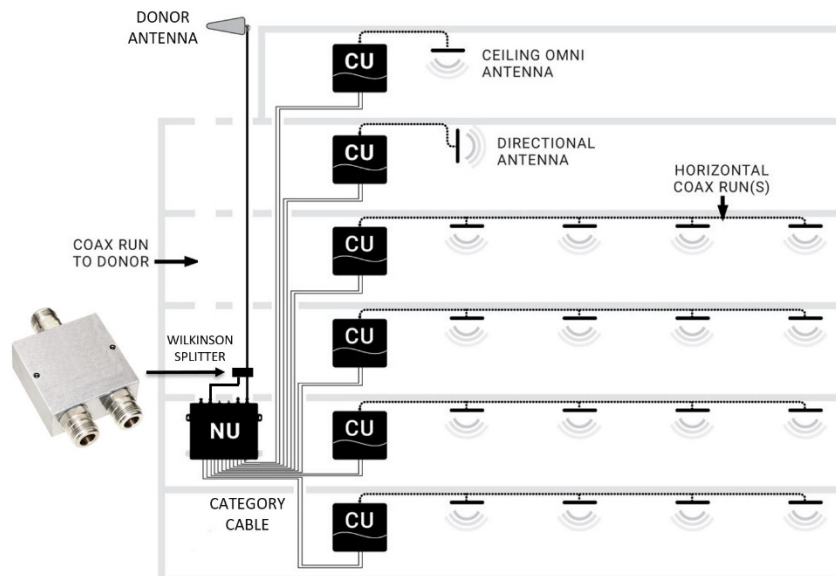 DONOR
ANTENNA
CU
CEILING OMNI
ANTENNA
CU
DIRECTIONAL
ANTENNA
HORIZONTAL
COAX RUN(S)
COAX RUN
TO DONOR
CU
WILKINSON
SPLITTER
CU
NU
CU
CATEGORY
CABLE
CU